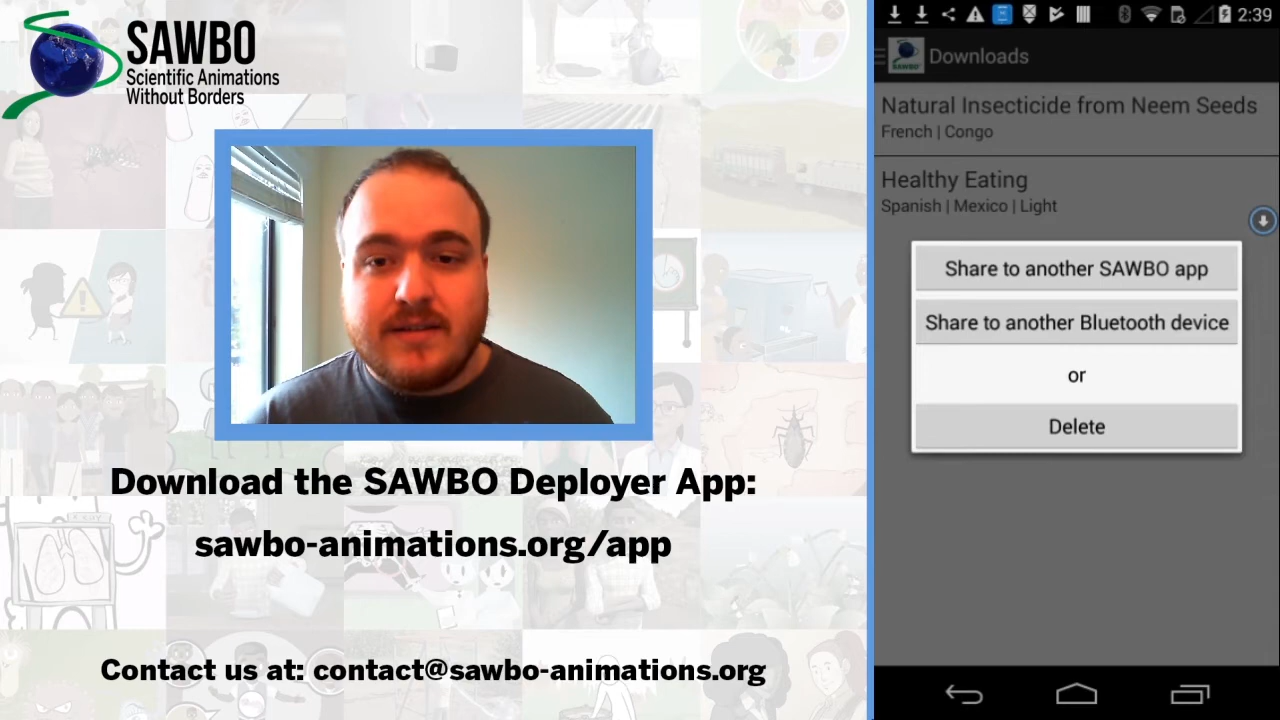 SAWBO
Scientific Animations
Without Borders
Download the SAWBO Deployer App:
sawbo-animations.org/app
Contact us at: contact@sawbo-animations.org
2:39
Downloads
Natural Insecticide from Neem Seeds
French | Congo
Healthy Eating
Spanish | Mexico | Light
Share to another SAWBO app
Share to another Bluetooth device
or
Delete